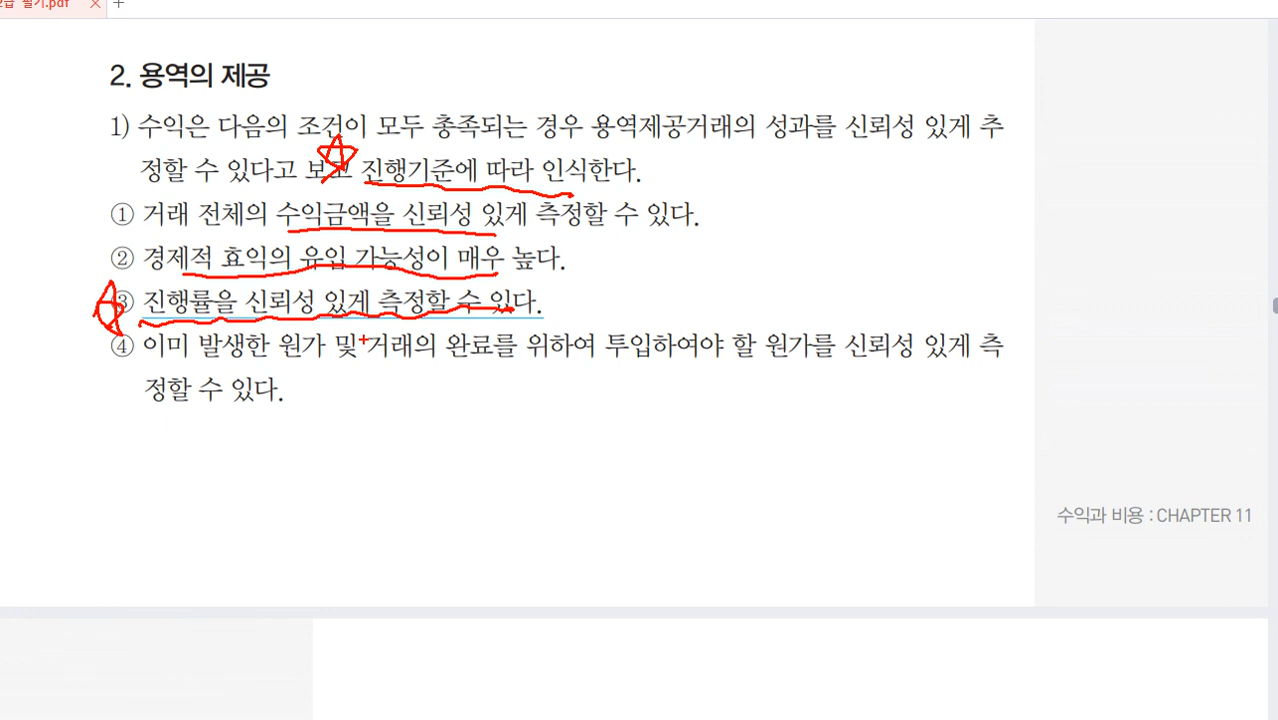 2급 필기.pdf
2. 용역의 제공
1) 수익은 다음의 조건이 모두 충족되는 경우 용역제공거래의 성과를 신뢰성 있게 추
정할 수 있다고 보고 진행기준에 따라 인식한다.
① 거래 전체의 수익금액을 신뢰성 있게 측정할 수 있다.
② 경제적 효익의 유입 가능성이 매우 높다.
③ 진행률을 신뢰성 있게 측정할 수 있다.
④ 이미 발생한 원가 및 거래의 완료를 위하여 투입하여야 할 원가를 신뢰성 있게 측
정할 수 있다.
수익과 비용 : CHAPTER 11